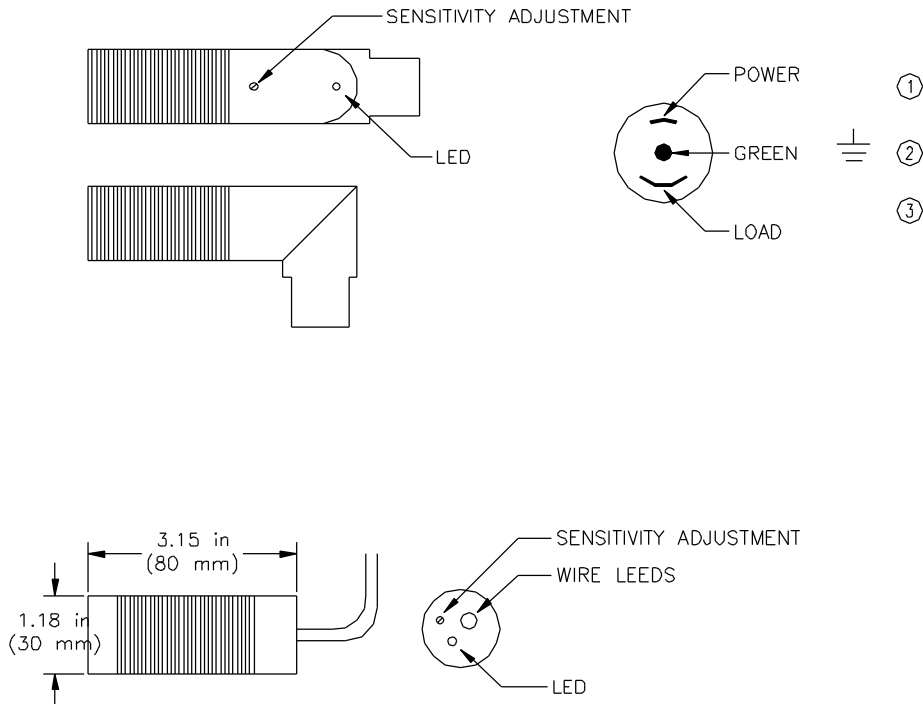 SENSITIVITY ADJUSTMENT
LED
POWER
GREEN
LOAD
1
2
3
3.15 in
(80 mm)
1.18 in
(30 mm)
SENSITIVITY ADJUSTMENT
WIRE LEEDS
LED